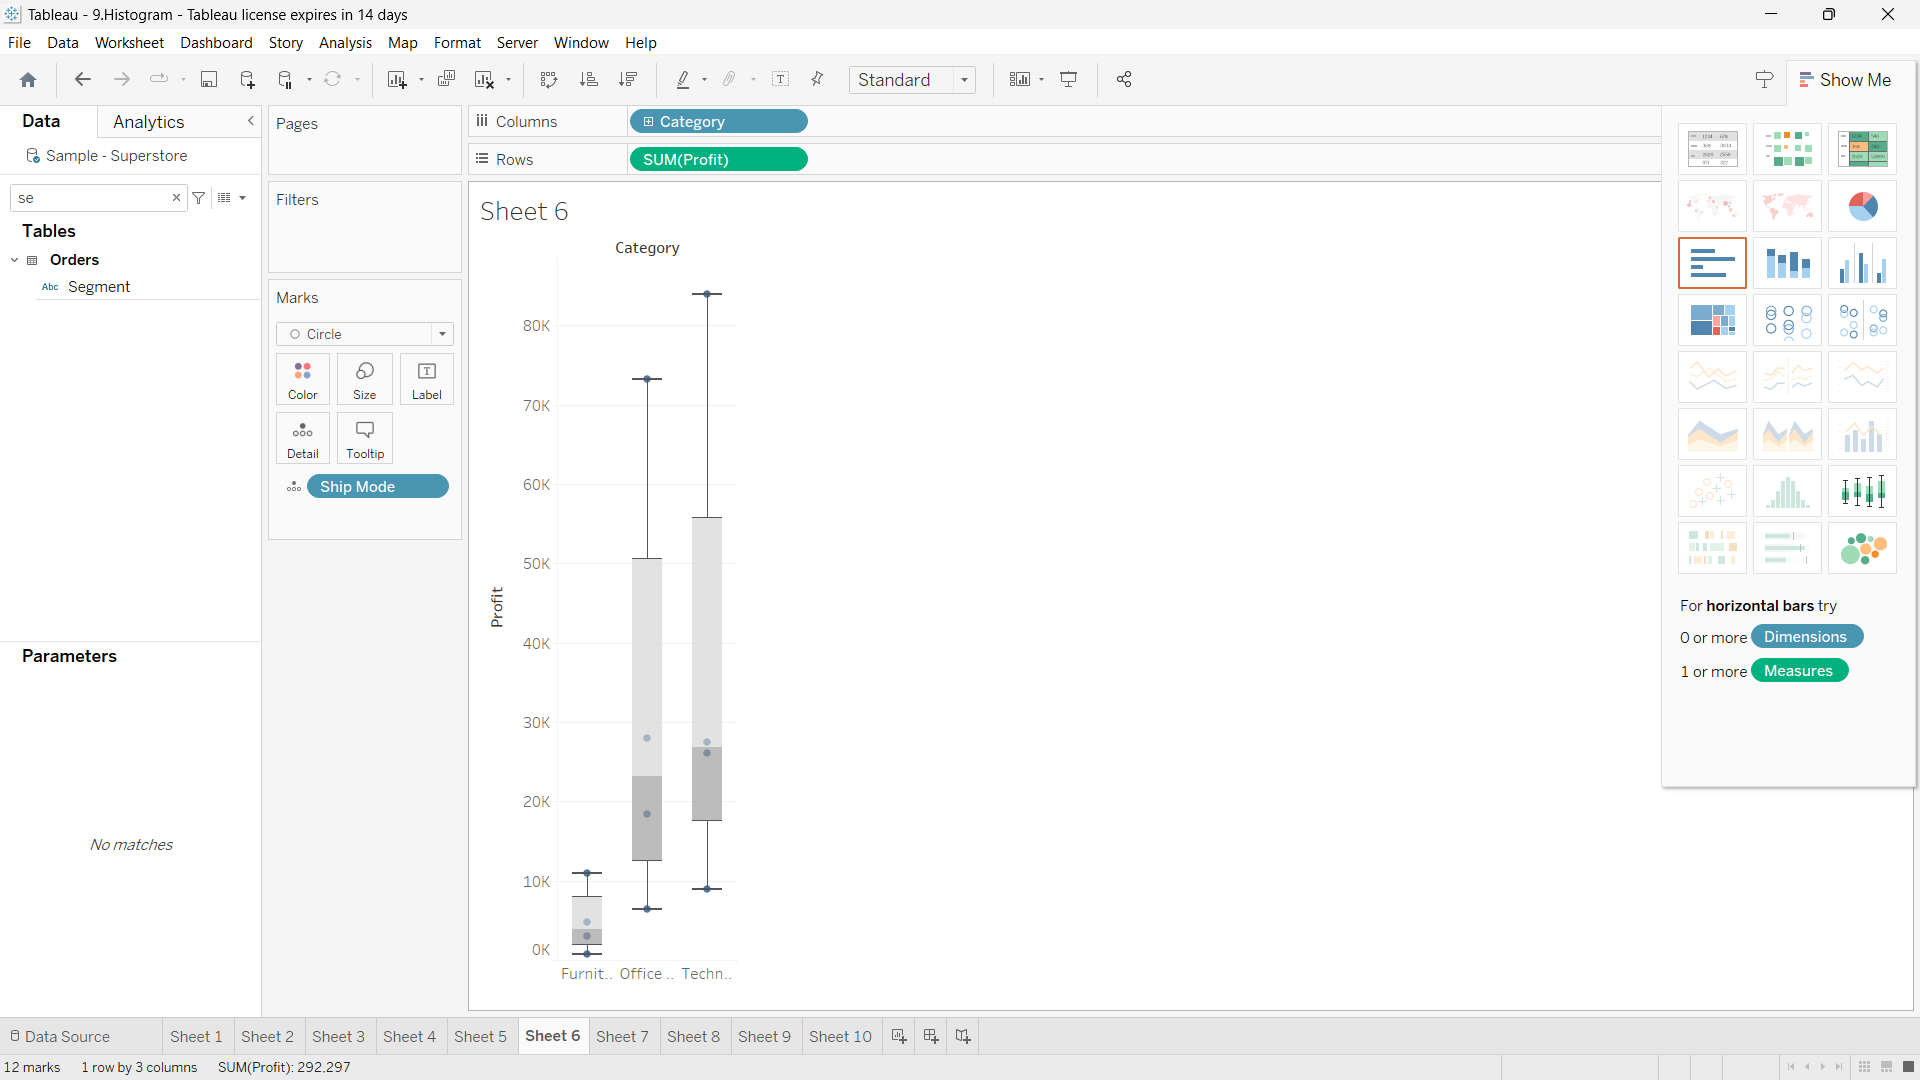 Tableau - 9.Histogram - Tableau license expires in 14 days
File Data Worksheet Dashboard Story Analysis Map Format Server Window Help
Standard
Show Me
Data Analytics
Sample - Superstore
se
Tables
Orders
Abc Segment
Parameters
No matches
Pages
Filters
Marks
Circle
Color Size Label
Detail Tooltip
Ship Mode
Columns Category
Rows SUM(Profit)
Sheet 6
Category
80K
70K
60K
50K
40K
30K
20K
10K
0K
Profit
Furnit.. Office .. Techn..
For horizontal bars try
0 or more Dimensions
1 or more Measures
Data Source Sheet 1 Sheet 2 Sheet 3 Sheet 4 Sheet 5 Sheet 6 Sheet 7 Sheet 8 Sheet 9 Sheet 10
12 marks 1 row by 3 columns SUM(Profit): 292,297